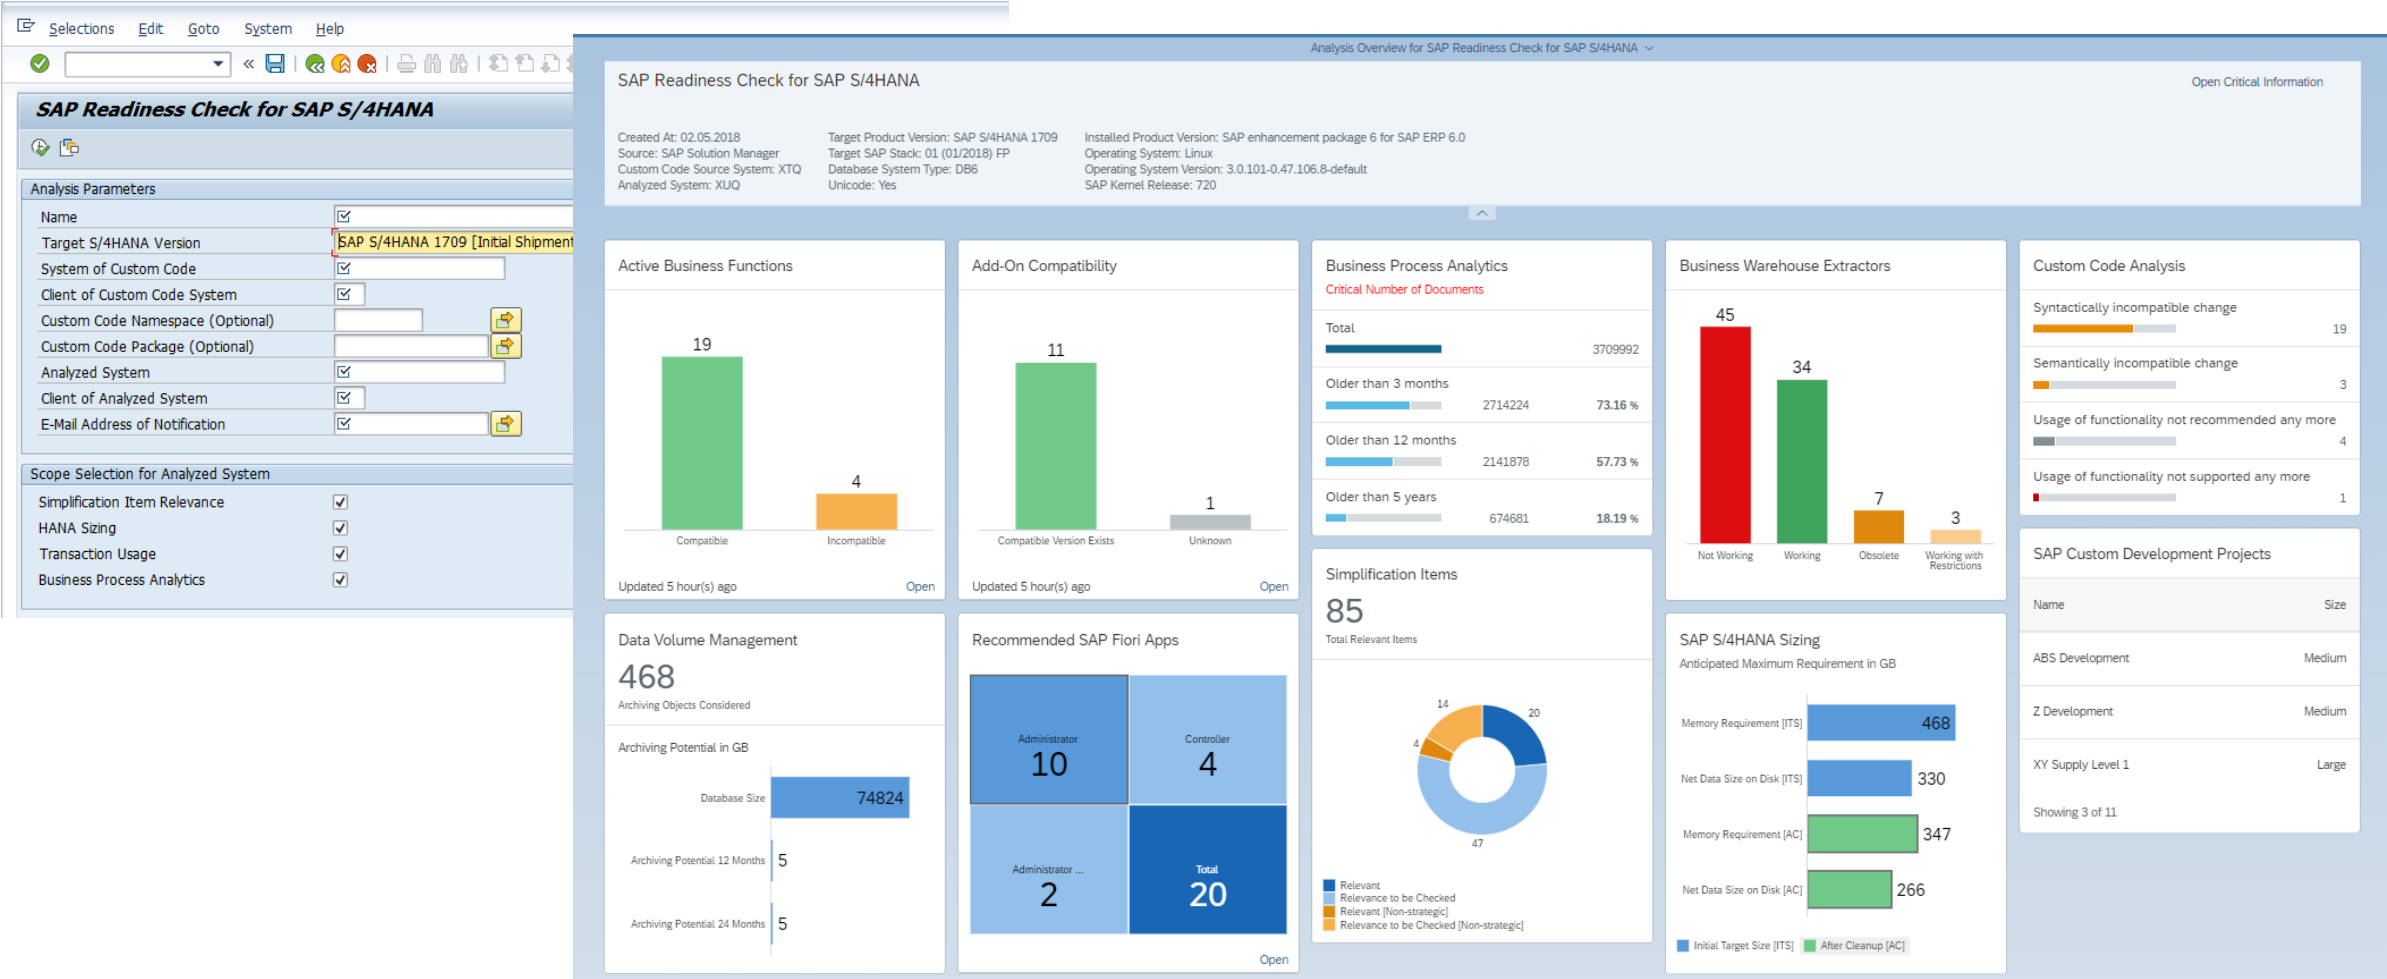 Selections Edit Goto System Help
SAP Readiness Check for SAP S/4HANA
Analysis Parameters
Name
Target S/4HANA Version SAP S/4HANA 1709 [Initial Shipment
System of Custom Code
Client of Custom Code System
Custom Code Namespace (Optional)
Custom Code Package (Optional)
Analyzed System
Client of Analyzed System
E-Mail Address of Notification
Scope Selection for Analyzed System
Simplification Item Relevance
HANA Sizing
Transaction Usage
Business Process Analytics
Analysis Overview for SAP Readiness Check for SAP S/4HANA
SAP Readiness Check for SAP S/4HANA
Open Critical Information
Created At: 02.05.2018
Source: SAP Solution Manager
Custom Code Source System: XTQ
Analyzed System: XUQ
Target Product Version: SAP S/4HANA 1709
Target SAP Stack: 01 (01/2018) FP
Database System Type: DB6
Unicode: Yes
Installed Product Version: SAP enhancement package 6 for SAP ERP 6.0
Operating System: Linux
Operating System Version: 3.0.101-0.47.106.8-default
SAP Kernel Release: 720
Active Business Functions
19
4
Compatible Incompatible
Updated 5 hour(s) ago Open
Add-On Compatibility
11
1
Compatible Version Exists Unknown
Updated 5 hour(s) ago Open
Business Process Analytics
Critical Number of Documents
Total
3709992
Older than 3 months
2714224 73.16 %
Older than 12 months
2141878 57.73 %
Older than 5 years
674681 18.19 %
Business Warehouse Extractors
45
34
7
3
Not Working Working Obsolete Working with
Restrictions
Custom Code Analysis
Syntactically incompatible change
19
Semantically incompatible change
3
Usage of functionality not recommended any more
4
Usage of functionality not supported any more
1
Data Volume Management
468
Archiving Objects Considered
Archiving Potential in GB
Database Size 74824
Archiving Potential 12 Months 5
Archiving Potential 24 Months 5
Recommended SAP Fiori Apps
Administrator
10
Controller
4
Administrator ...
2
Total
20
Open
Simplification Items
85
Total Relevant Items
14
20
4
47
Relevant
Relevance to be Checked
Relevant [Non-strategic]
Relevance to be Checked [Non-strategic]
SAP S/4HANA Sizing
Anticipated Maximum Requirement in GB
Memory Requirement [ITS] 468
Net Data Size on Disk [ITS] 330
Memory Requirement [AC] 347
Net Data Size on Disk [AC] 266
Initial Target Size [ITS] After Cleanup [AC]
SAP Custom Development Projects
Name Size
ABS Development Medium
Z Development Medium
XY Supply Level 1 Large
Showing 3 of 11